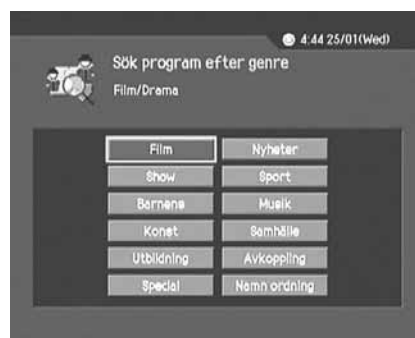 4:44 25/01(Wed)
Sök program efter genre
Film/Drama
Film Nyheter
Show Sport
Barnens Musik
Konst Samhälle
Utbildning Avkoppling
Special Namn ordning